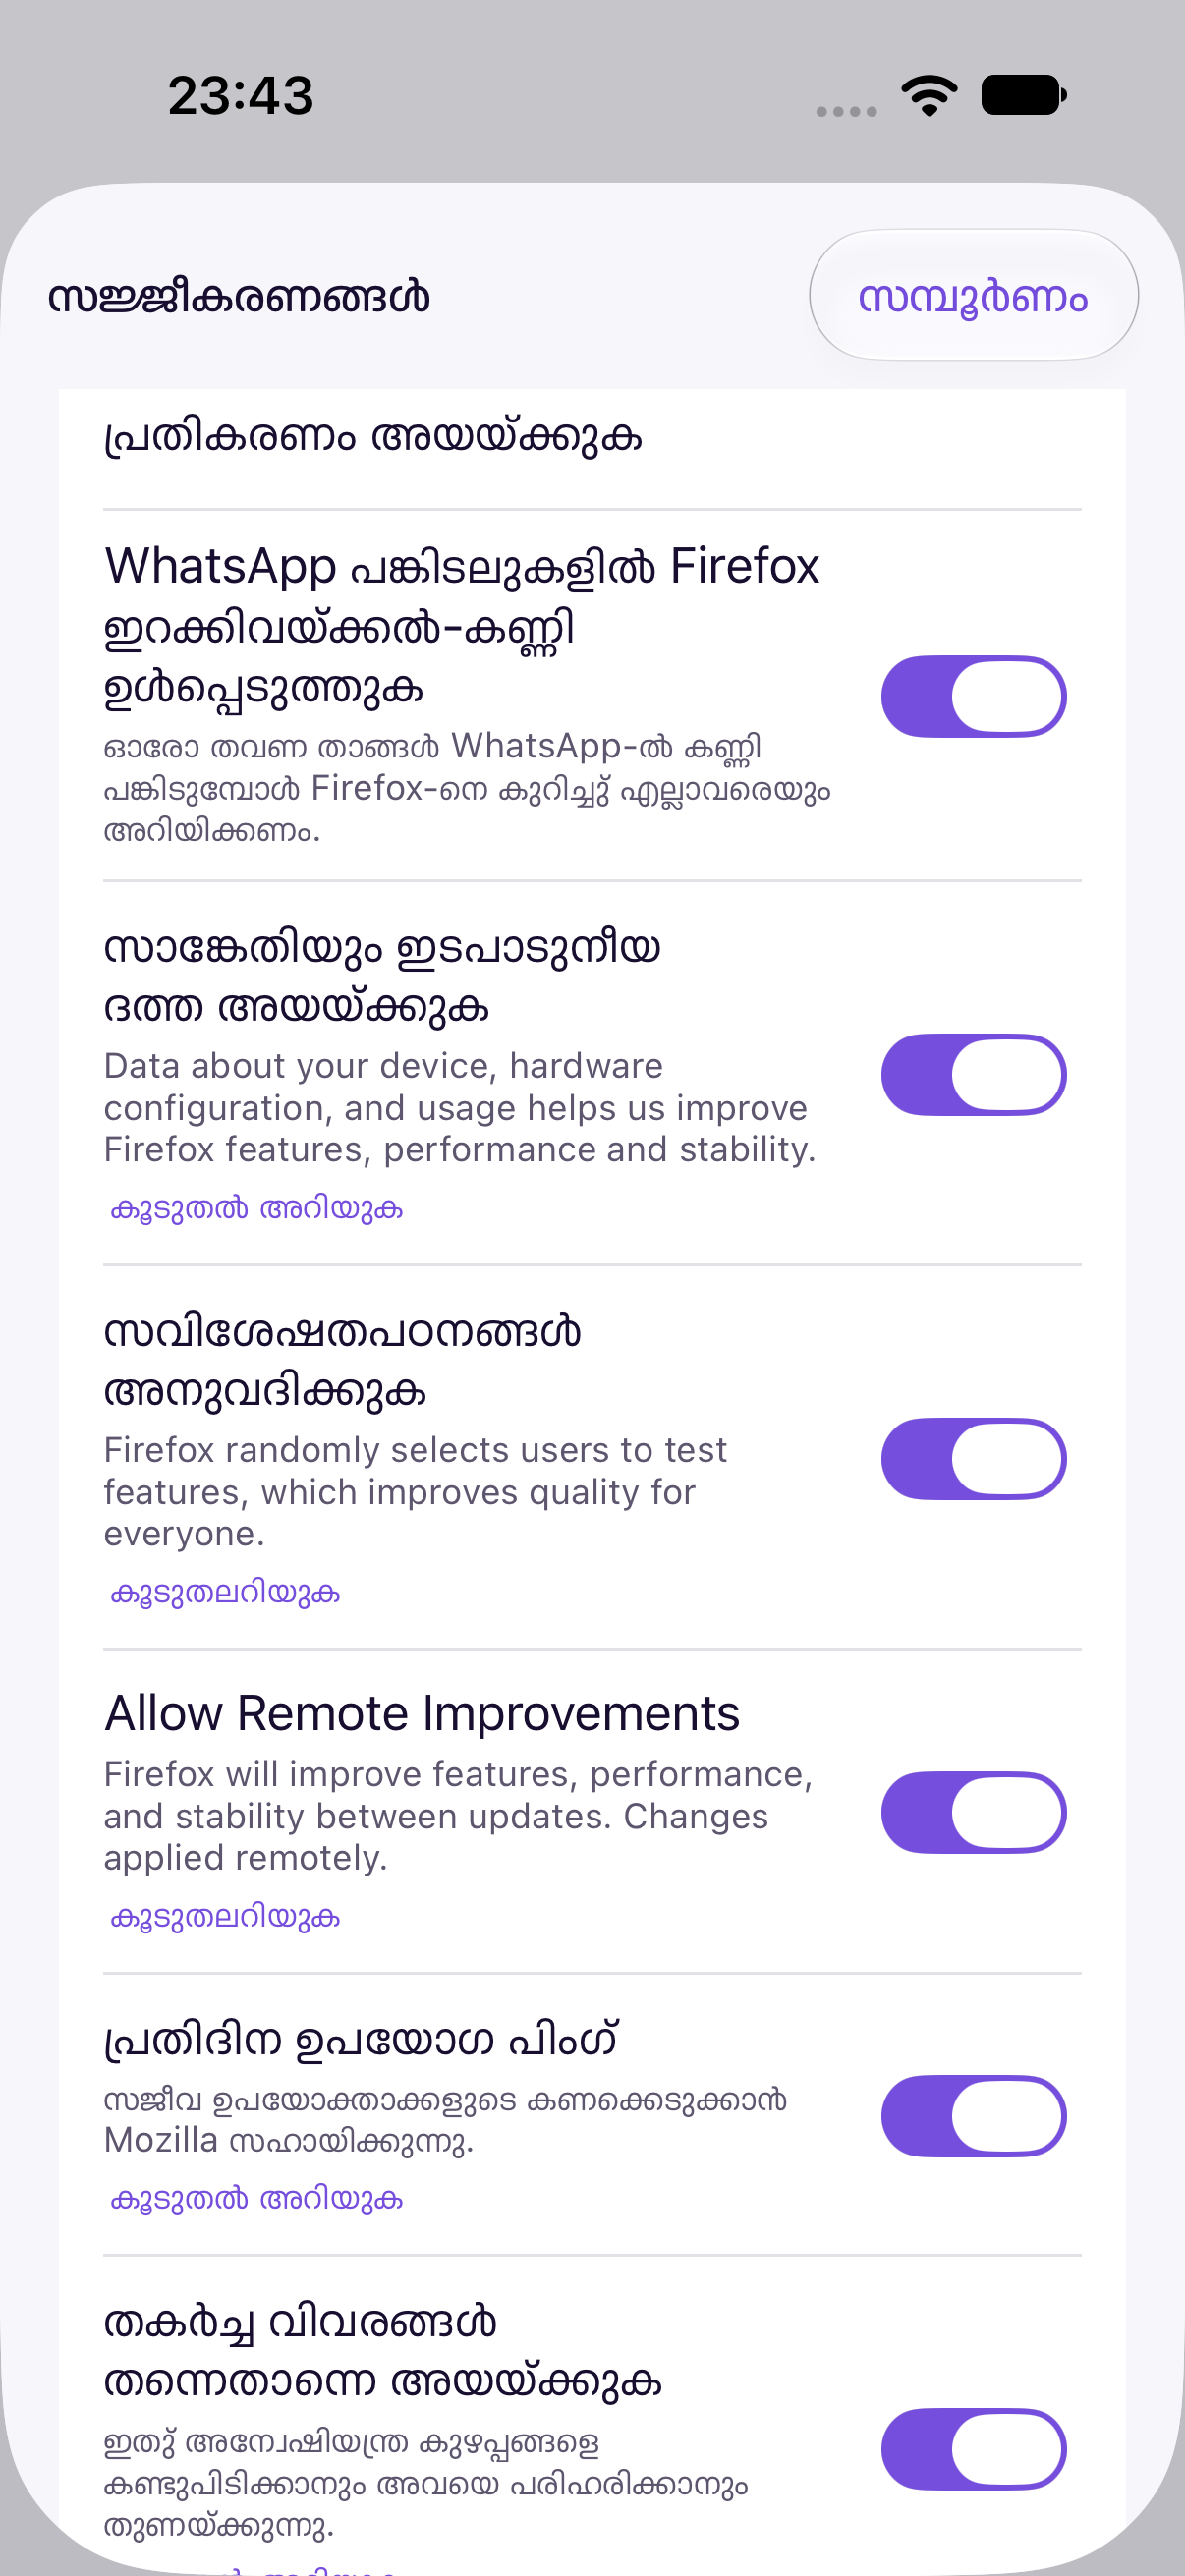 23:43
സജ്ജീകരണങ്ങൾ
സമ്പൂർണം
പ്രതികരണം അയയ്ക്കുക
WhatsApp പങ്കിടലുകളിൽ Firefox
ഇറക്കിവയ്ക്കൽ-കണ്ണി
ഉൾപ്പെടുത്തുക
ഓരോ തവണ താങ്ങൾ WhatsApp-ൽ കണ്ണി
പങ്കിടുമ്പോൾ Firefox-നെ കുറിച്ചു് എല്ലാവരെയും
അറിയിക്കണം.
സാങ്കേതിയും ഇടപാടുനീയ
ദത്ത അയയ്ക്കുക
Data about your device, hardware
configuration, and usage helps us improve
Firefox features, performance and stability.
കൂടുതൽ അറിയുക
സവിശേഷതപഠനങ്ങൾ
അനുവദിക്കുക
Firefox randomly selects users to test
features, which improves quality for
everyone.
കൂടുതലറിയുക
Allow Remote Improvements
Firefox will improve features, performance,
and stability between updates. Changes
applied remotely.
കൂടുതലറിയുക
പ്രതിദിന ഉപയോഗ പിംഗ്
സജീവ ഉപയോക്താക്കളുടെ കണക്കെടുക്കാൻ
Mozilla സഹായിക്കുന്നു.
കൂടുതൽ അറിയുക
തകർച്ച വിവരങ്ങൾ
തന്നെതാന്നെ അയയ്ക്കുക
ഇതു് അന്വേഷിയന്ത്ര കുഴപ്പങ്ങളെ
കണ്ടുപിടിക്കാനും അവയെ പരിഹരിക്കാനും
തുണയ്ക്കുന്നു.